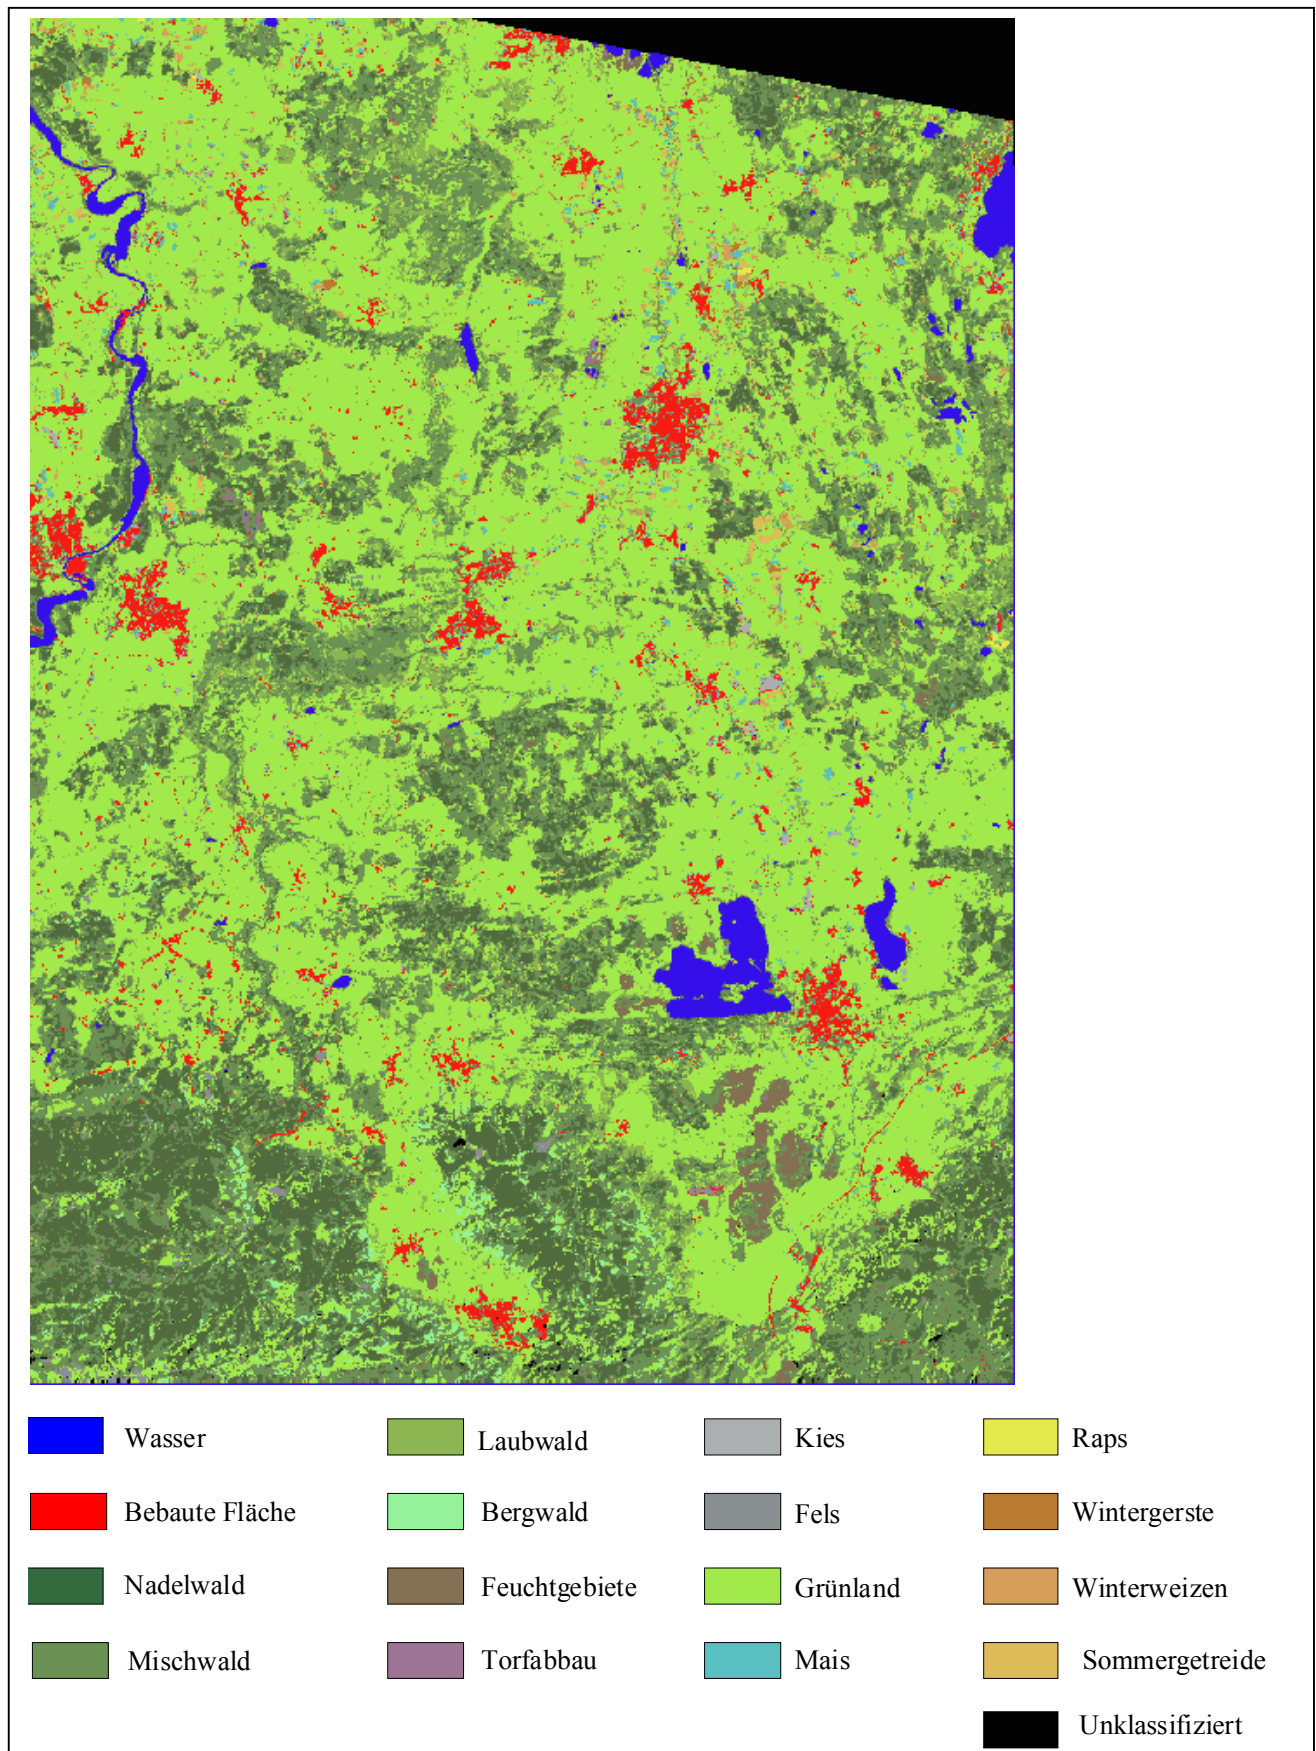 Wasser
Laubwald
Kies
Raps
Bebaute Fläche
Bergwald
Fels
Wintergerste
Nadelwald
Feuchtgebiete
Grünland
Winterweizen
Mischwald
Torfabbau
Mais
Sommergetreide
Unklassifiziert